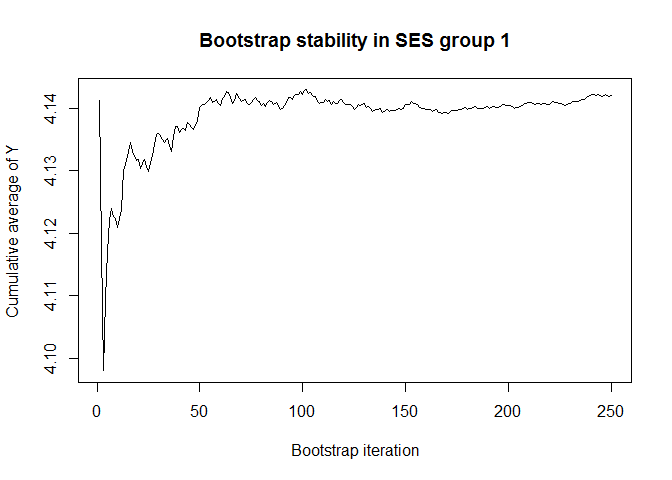 Bootstrap stability in SES group 1
Cumulative average of Y
4.14
4.13
4.12
4.11
4.10
0 50 100 150 200 250
Bootstrap iteration